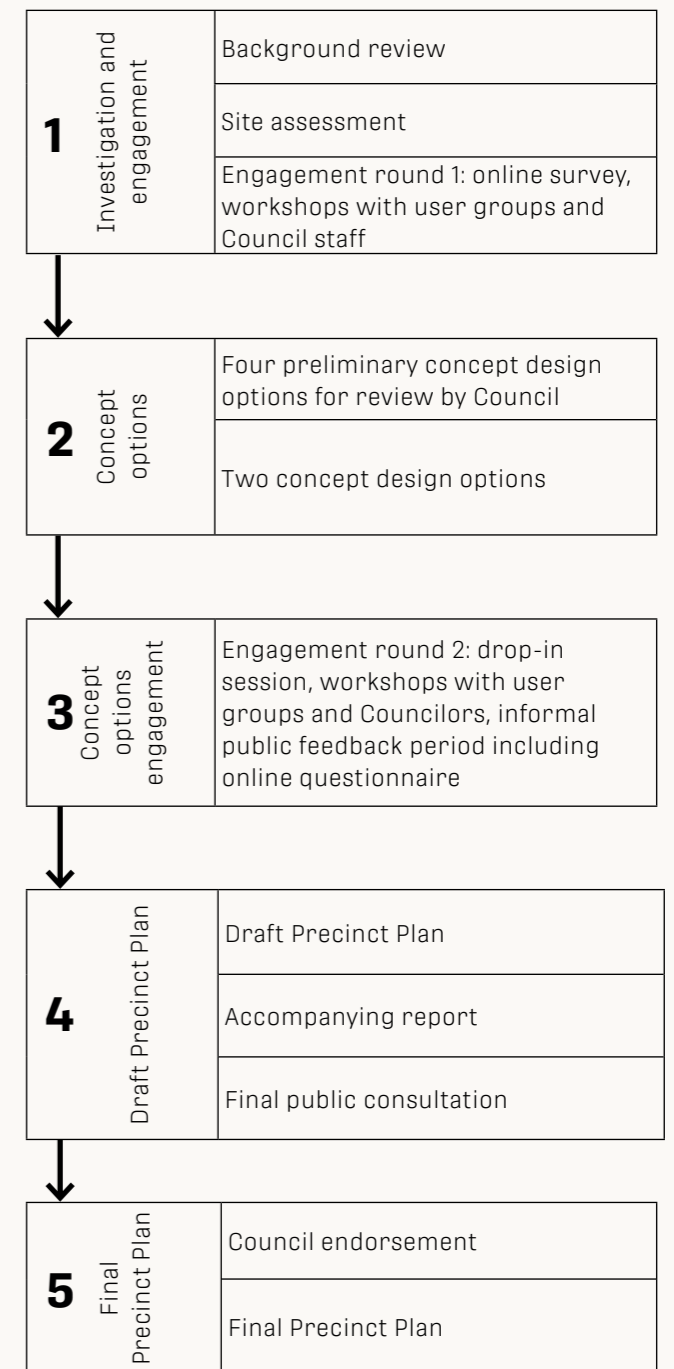 1
Investigation and
engagement
Background review
Site assessment
Engagement round 1: online survey,
workshops with user groups and
Council staff
2
Concept
options
Four preliminary concept design
options for review by Council
Two concept design options
3
Concept
options
engagement
Engagement round 2: drop-in
session, workshops with user
groups and Councilors, informal
public feedback period including
online questionnaire
4
Draft Precinct Plan
Draft Precinct Plan
Accompanying report
Final public consultation
5
Final
Precinct Plan
Council endorsement
Final Precinct Plan